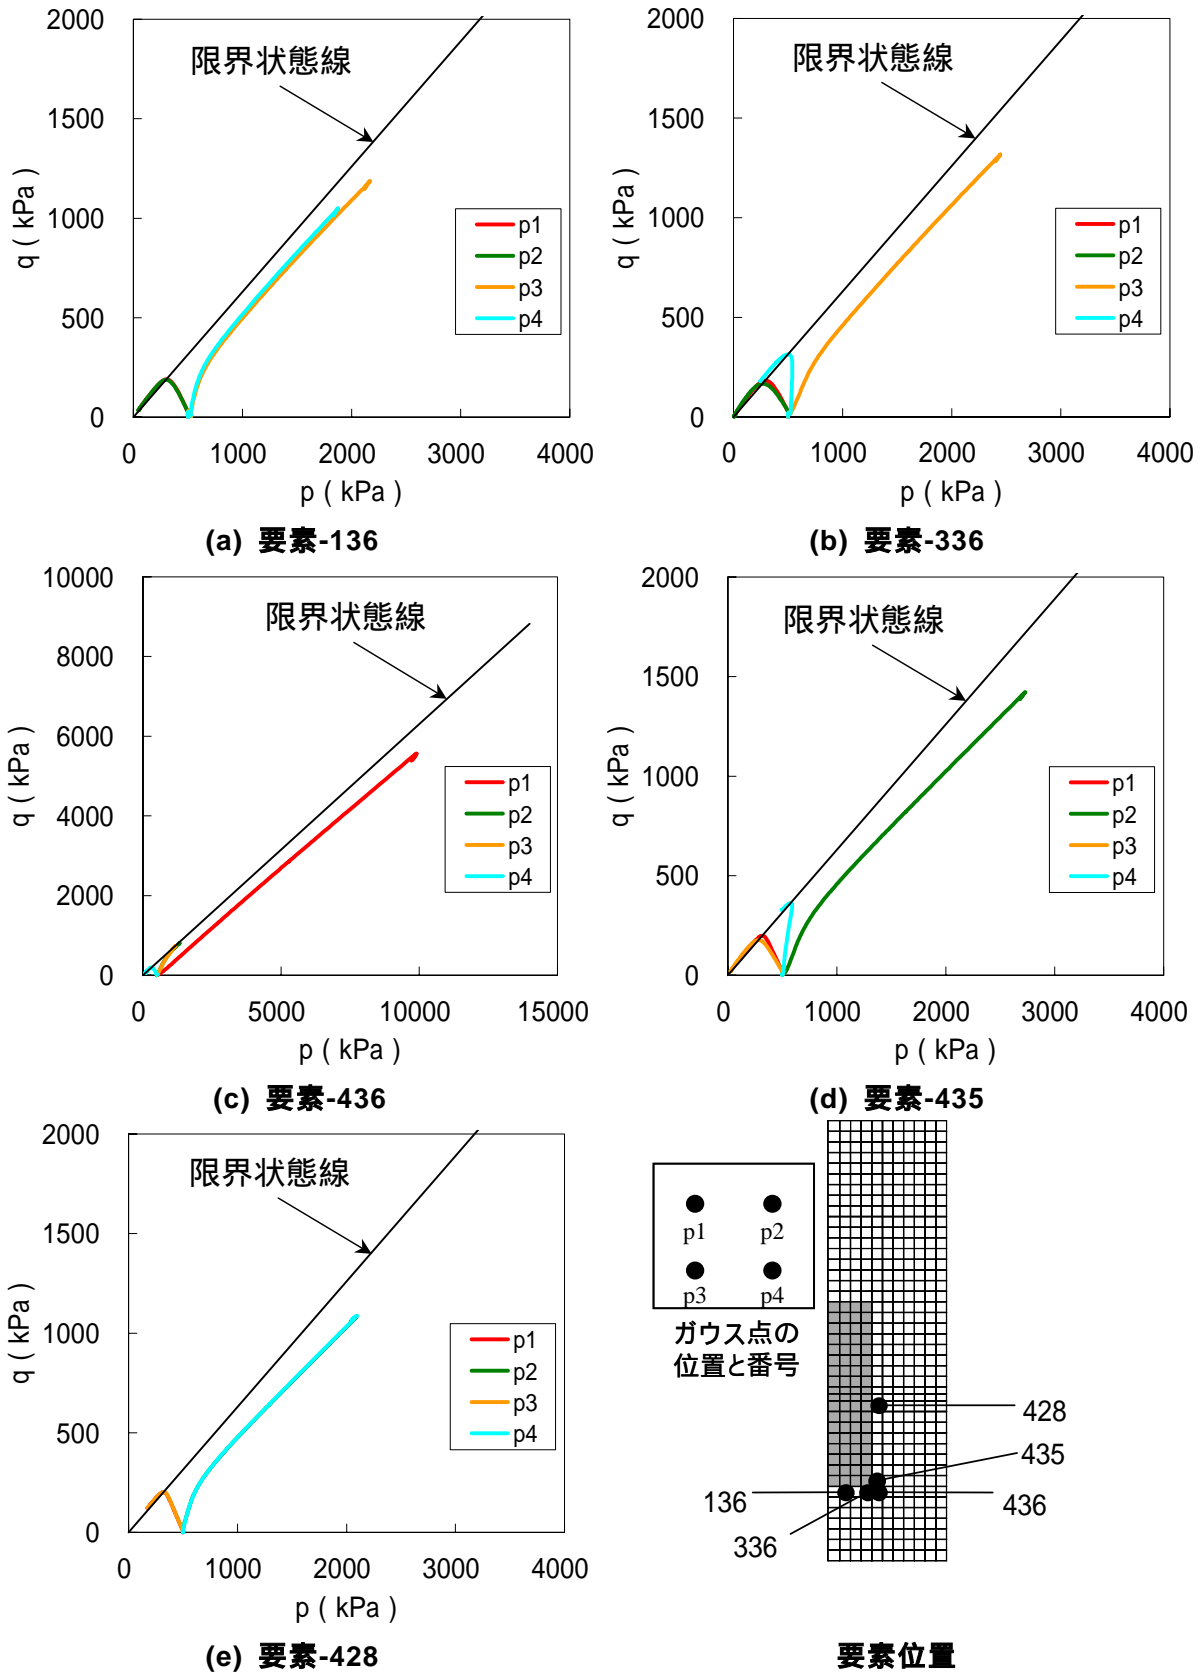 2000
1500
1000
500
0
q ( kPa )
限界状態線
p1
p2
p3
p4
0 1000 2000 3000 4000
p ( kPa )
(a) 要素-136
2000
1500
1000
500
0
q ( kPa )
限界状態線
p1
p2
p3
p4
0 1000 2000 3000 4000
p ( kPa )
(b) 要素-336
10000
8000
6000
4000
2000
0
q ( kPa )
限界状態線
p1
p2
p3
p4
0 5000 10000 15000
p ( kPa )
(c) 要素-436
2000
1500
1000
500
0
q ( kPa )
限界状態線
p1
p2
p3
p4
0 1000 2000 3000 4000
p ( kPa )
(d) 要素-435
2000
1500
1000
500
0
q ( kPa )
限界状態線
p1
p2
p3
p4
0 1000 2000 3000 4000
p ( kPa )
(e) 要素-428
p1 p2
p3 p4
ガウス点の
位置と番号
428
435
136 436
336
要素位置